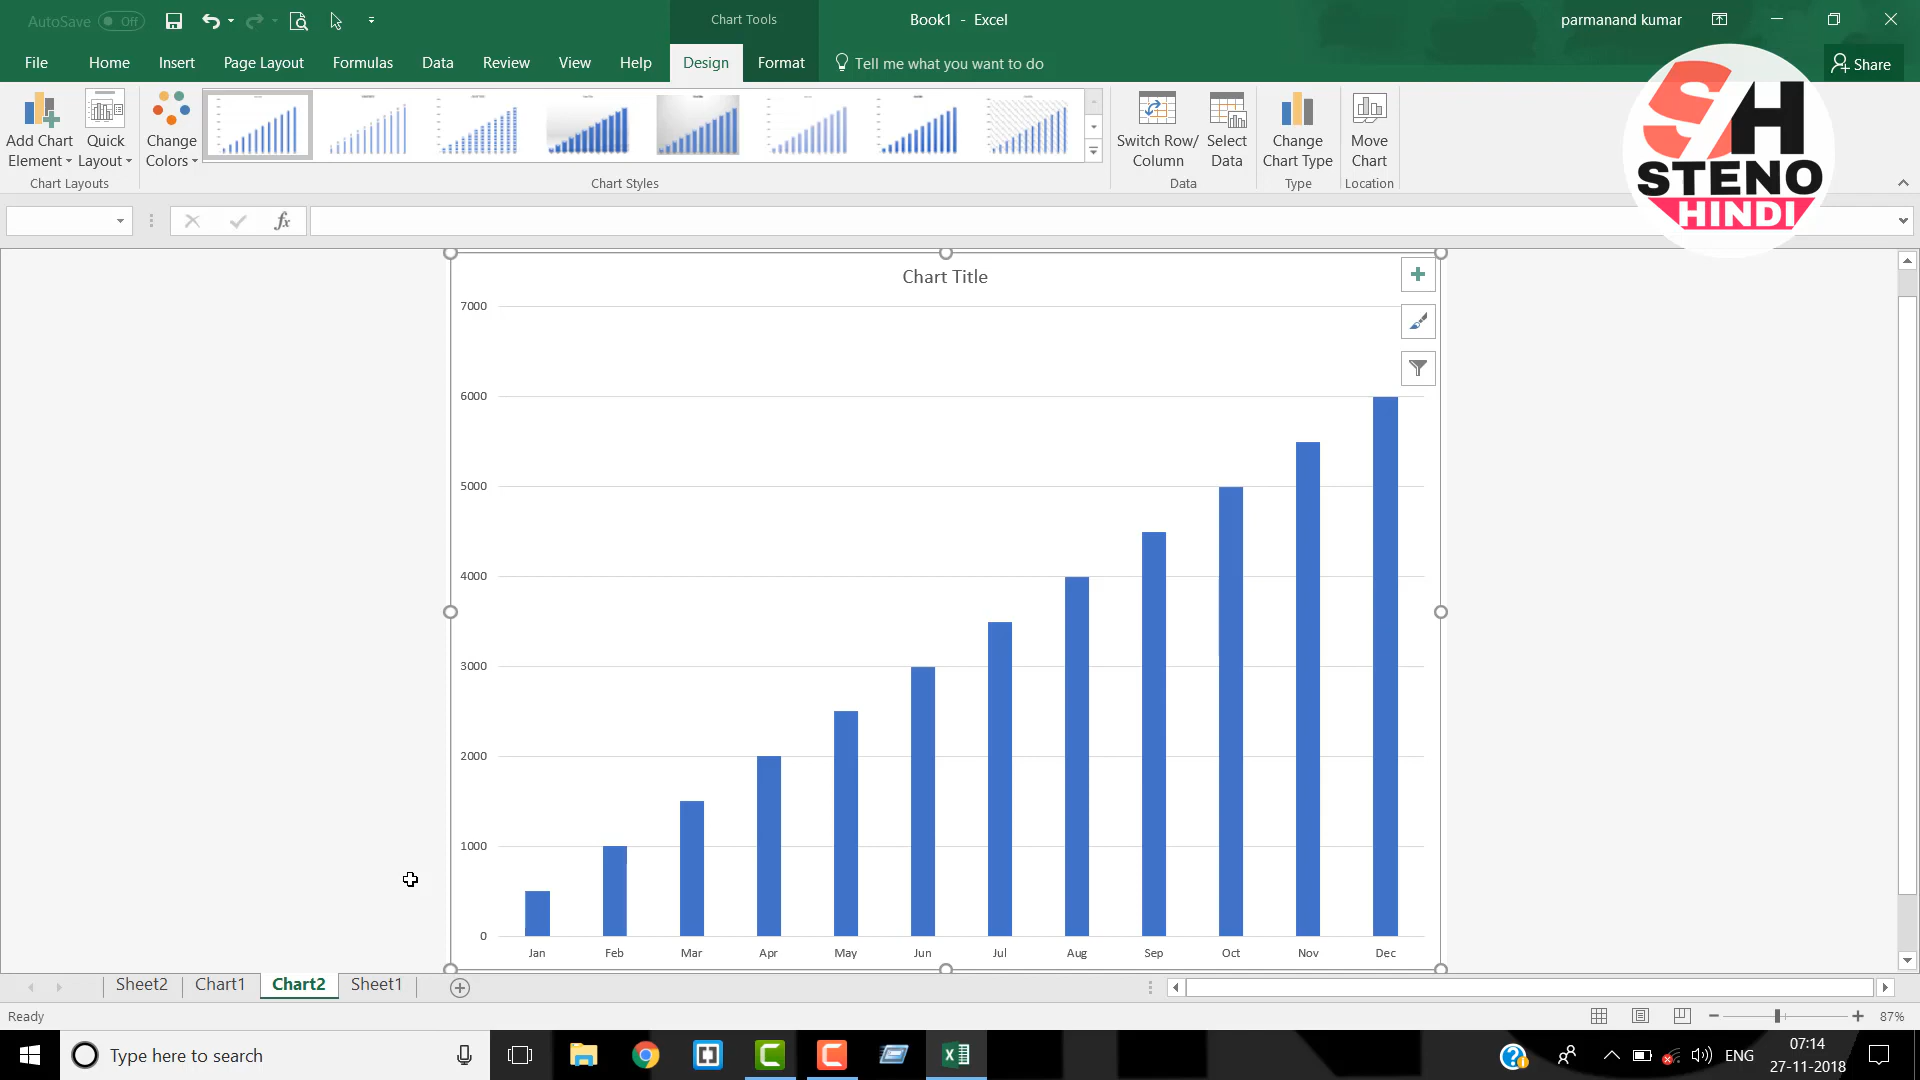 AutoSave Off
Chart Tools
Book1 - Excel
parmanand kumar
File Home Insert Page Layout Formulas Data Review View Help Design Format Tell me what you want to do Share
Add Chart
Element
Quick
Layout
Change
Colors
Switch Row/
Column
Select
Data
Change
Chart Type
Move
Chart
Chart Layouts
Chart Styles
Data
Type
Location
SH
STENO
HINDI
fx
Chart Title
7000
6000
5000
4000
3000
2000
1000
0
Jan Feb Mar Apr May Jun Jul Aug Sep Oct Nov Dec
Sheet2 Chart1 Chart2 Sheet1
Ready
87%
Type here to search
ENG
07:14
27-11-2018